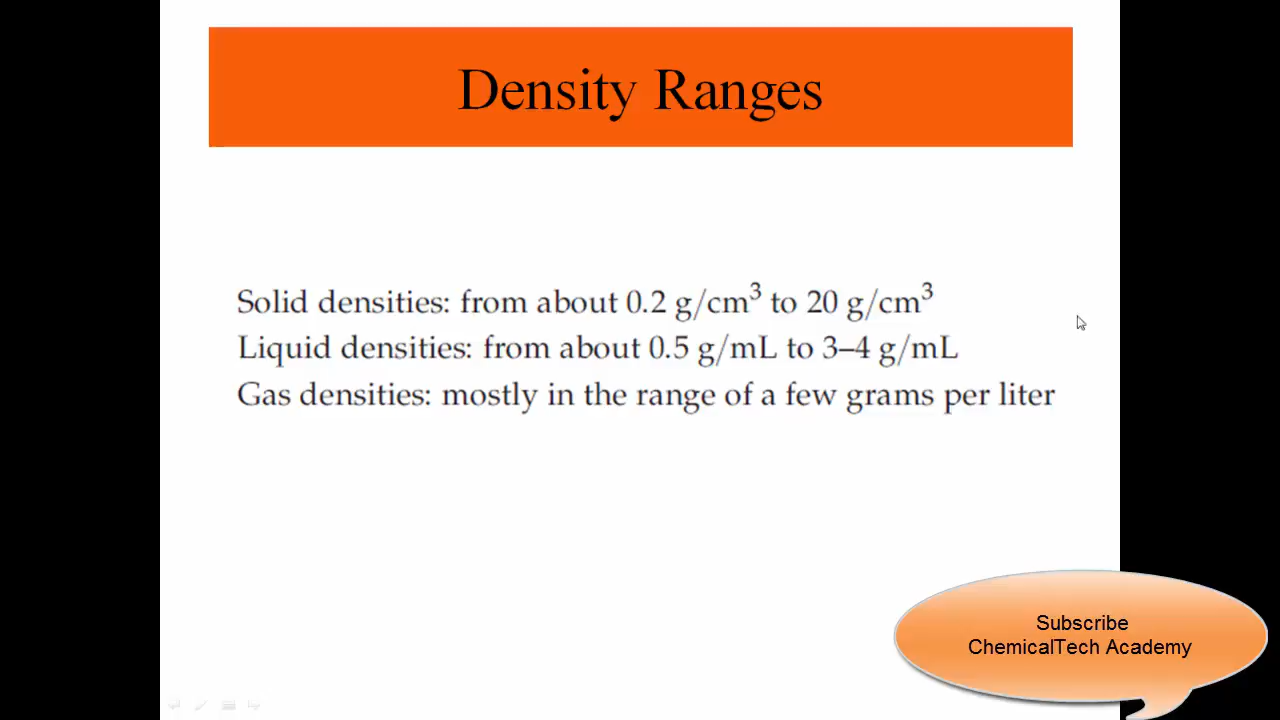 Density Ranges
Solid densities: from about 0.2 g/cm³ to 20 g/cm³
Liquid densities: from about 0.5 g/mL to 3–4 g/mL
Gas densities: mostly in the range of a few grams per liter
Subscribe
ChemicalTech Academy